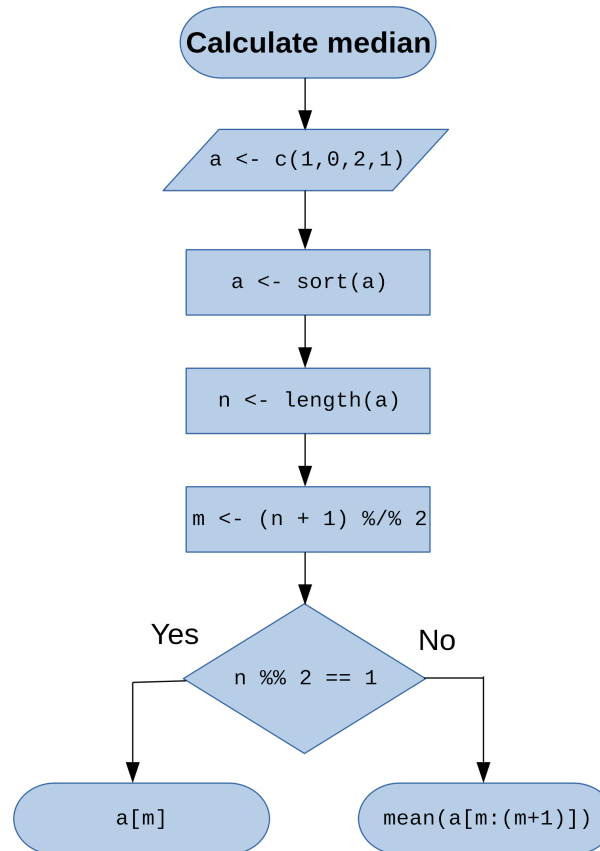 Calculate median
a <- c(1,0,2,1)
a <- sort(a)
n <- length(a)
m <- (n + 1) %/% 2
Yes
No
n %% 2 == 1
a[m]
mean(a[m:(m+1)])